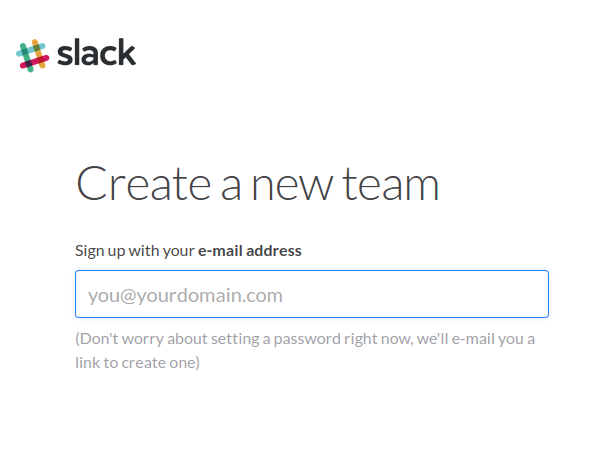 slack
Create a new team
Sign up with your e-mail address
you@yourdomain.com
(Don't worry about setting a password right now, we'll e-mail you a
link to create one)